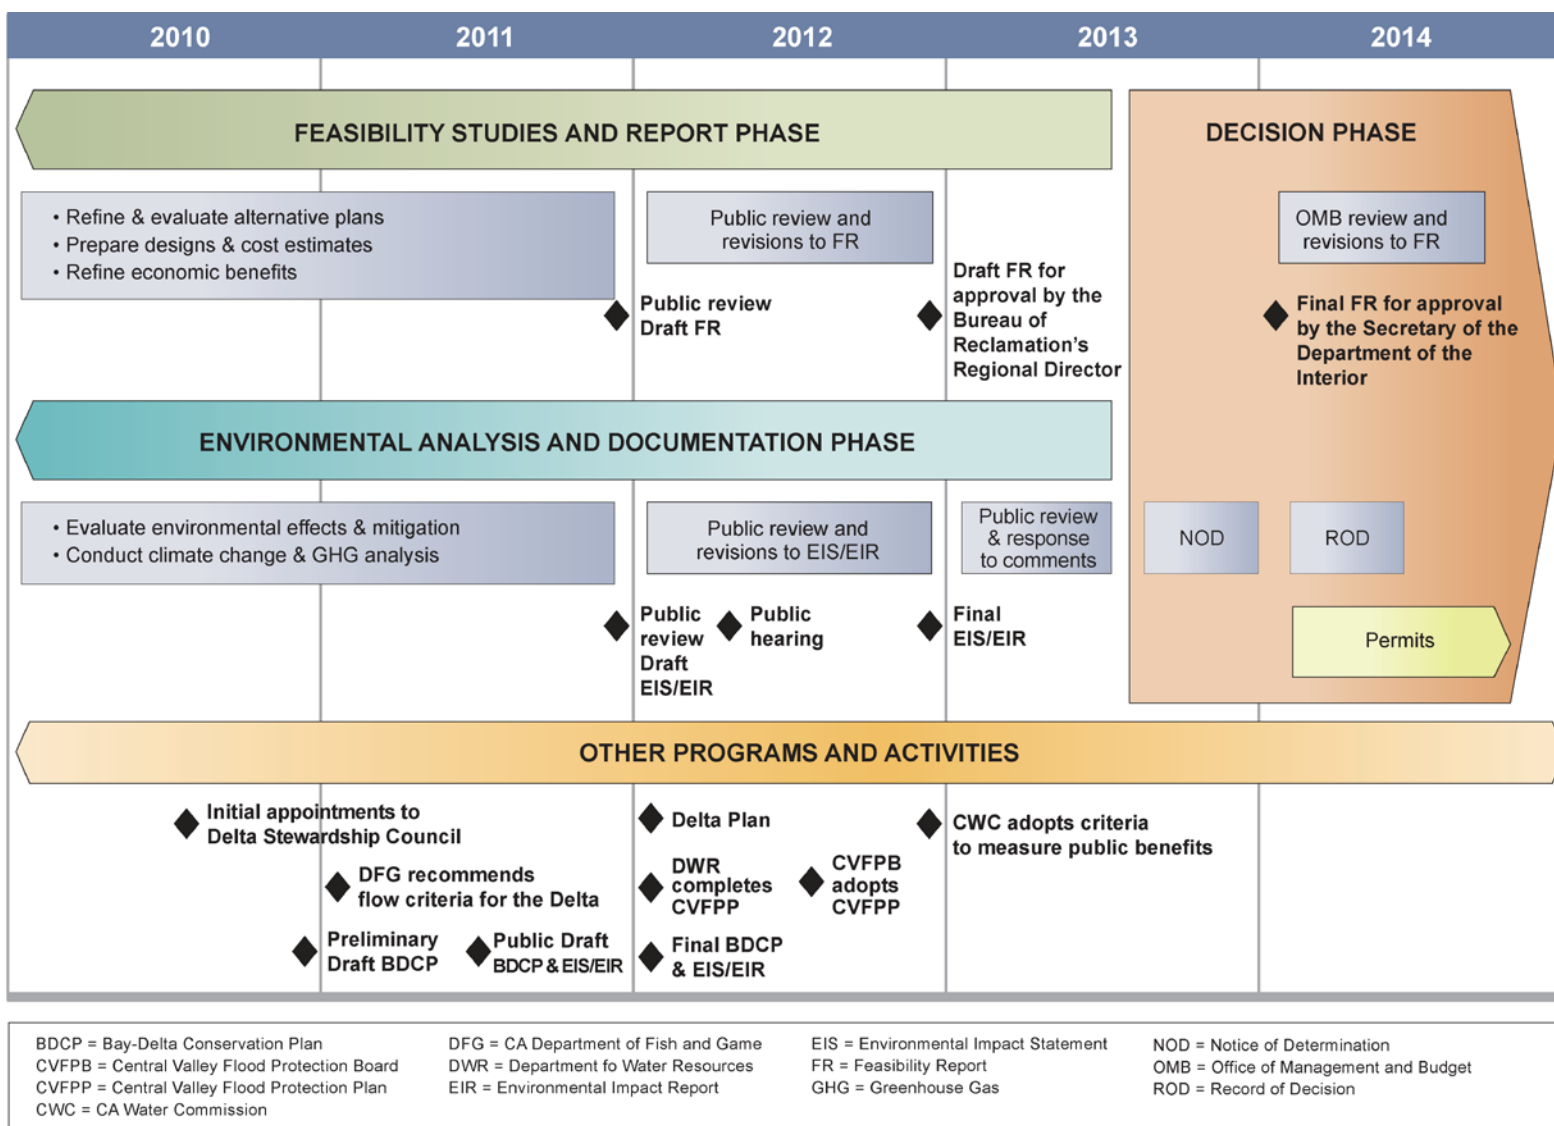 2010 2011 2012 2013 2014
FEASIBILITY STUDIES AND REPORT PHASE
DECISION PHASE
• Refine & evaluate alternative plans
• Prepare designs & cost estimates
• Refine economic benefits
Public review and
revisions to FR
OMB review and
revisions to FR
Public review
Draft FR
Draft FR for
approval by the
Bureau of
Reclamation's
Regional Director
Final FR for approval
by the Secretary of the
Department of the
Interior
ENVIRONMENTAL ANALYSIS AND DOCUMENTATION PHASE
• Evaluate environmental effects & mitigation
• Conduct climate change & GHG analysis
Public review and
revisions to EIS/EIR
Public review
& response
to comments
NOD
ROD
Public
review
Draft
EIS/EIR
Public
hearing
Final
EIS/EIR
Permits
OTHER PROGRAMS AND ACTIVITIES
Initial appointments to
Delta Stewardship Council
Delta Plan
CWC adopts criteria
to measure public benefits
DFG recommends
flow criteria for the Delta
DWR
completes
CVFPP
CVFPB
adopts
CVFPP
Preliminary
Draft BDCP
Public Draft
BDCP & EIS/EIR
Final BDCP
& EIS/EIR
BDCP = Bay-Delta Conservation Plan
CVFPB = Central Valley Flood Protection Board
CVFPP = Central Valley Flood Protection Plan
CWC = CA Water Commission
DFG = CA Department of Fish and Game
DWR = Department fo Water Resources
EIR = Environmental Impact Report
EIS = Environmental Impact Statement
FR = Feasibility Report
GHG = Greenhouse Gas
NOD = Notice of Determination
OMB = Office of Management and Budget
ROD = Record of Decision